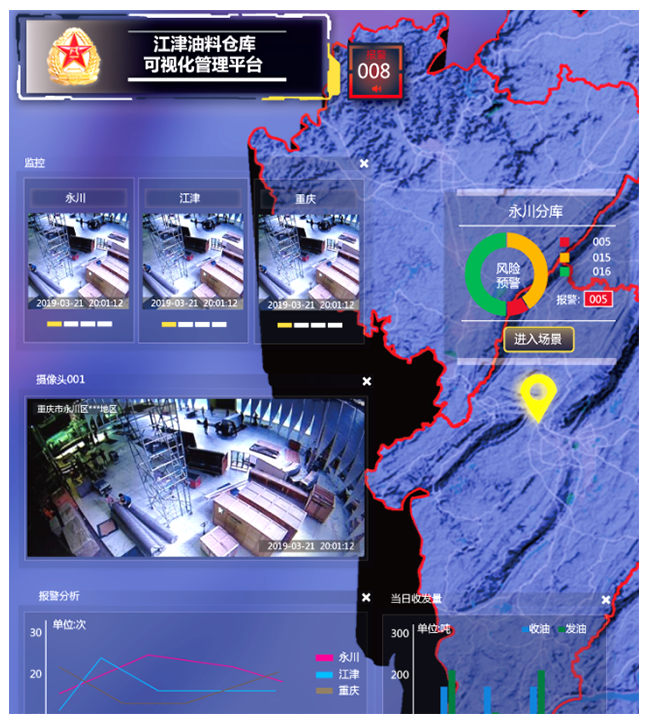 江津油料仓库
可视化管理平台
报警
008
监控
永川
江津
重庆
2019-03-21 20:01:12
2019-03-21 20:01:12
2019-03-21 20:01:12
永川分库
风险
预警
005
015
016
报警: 005
进入场景
摄像头001
重庆市永川区***地区
2019-03-21 20:01:12
报警分析
单位:次
30
20
永川
江津
重庆
当日收发量
300
单位:吨
收油
发油
200